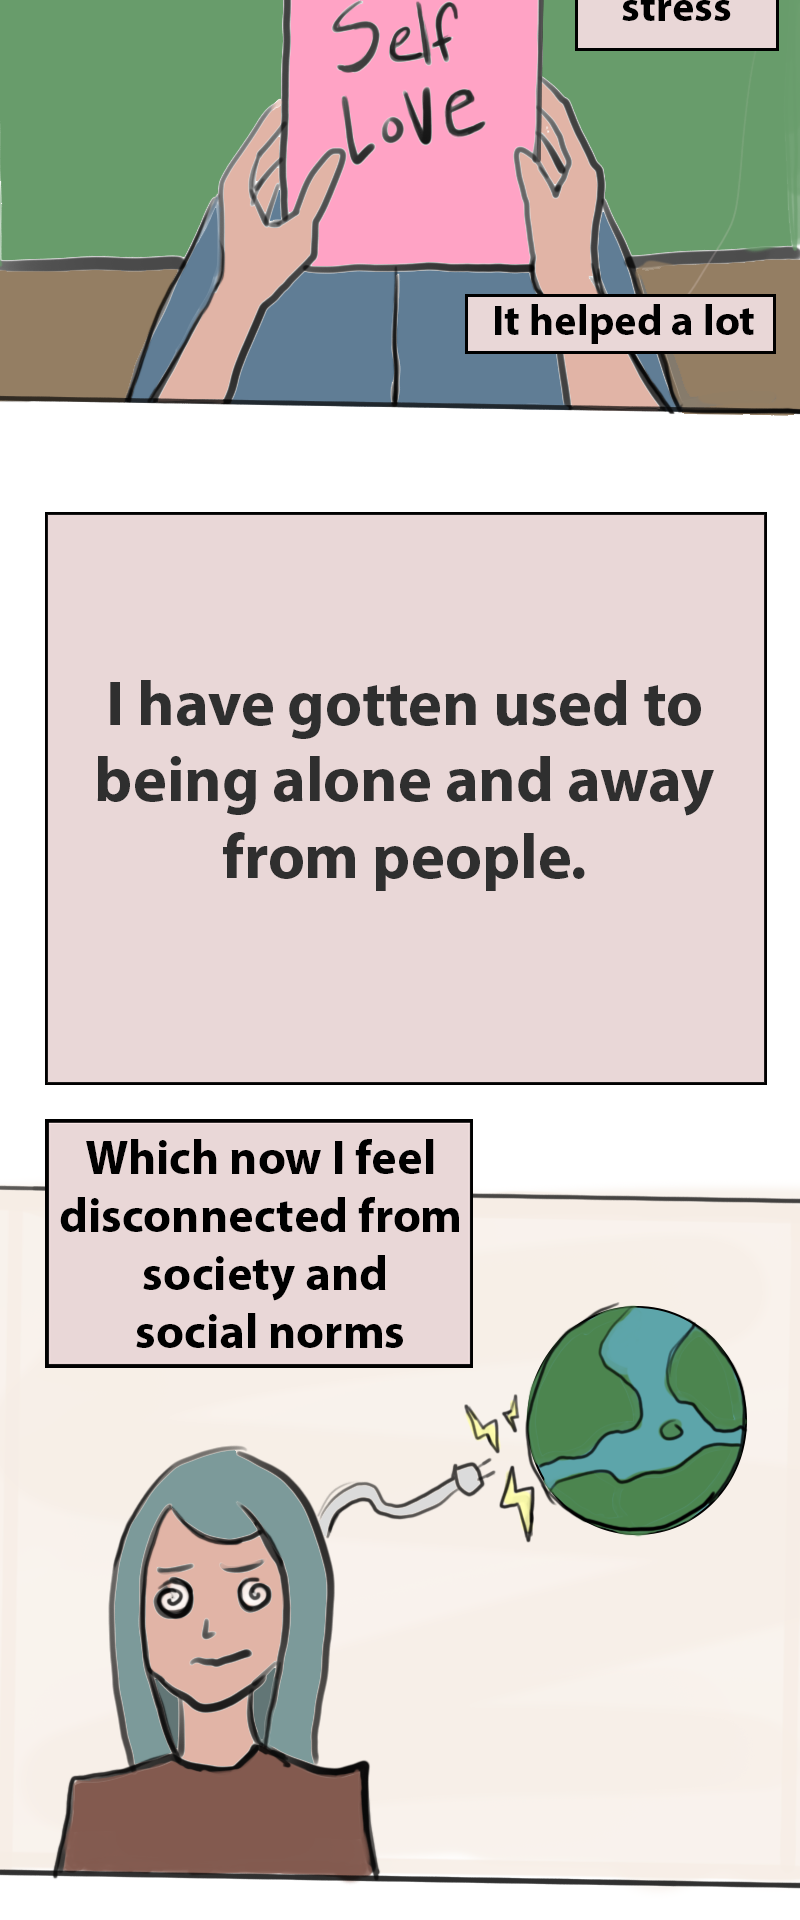 stress
Self
Love
It helped a lot
I have gotten used to
being alone and away
from people.
Which now I feel
disconnected from
society and
social norms